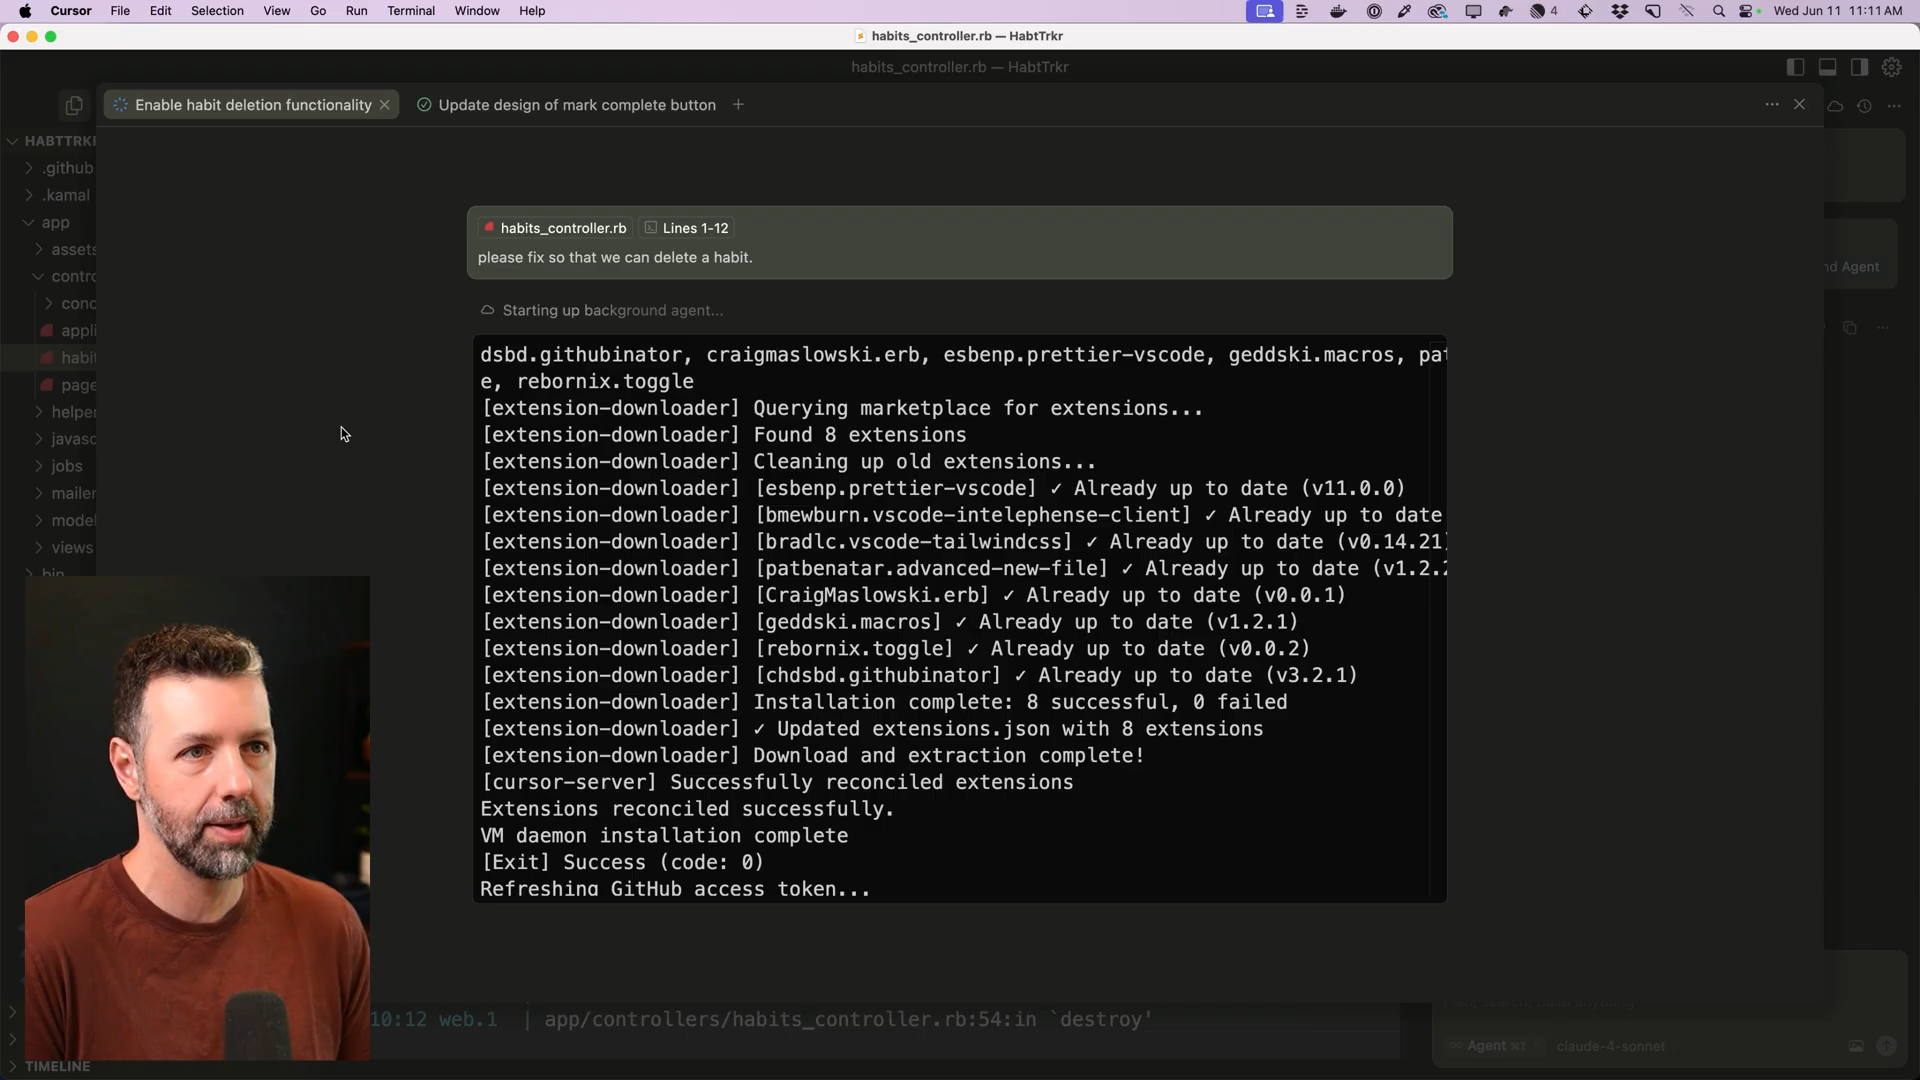 Cursor File Edit Selection View Go Run Terminal Window Help
4
Wed Jun 11 11:11 AM
habits_controller.rb — HabtTrkr
habits_controller.rb — HabtTrkr
Enable habit deletion functionality
Update design of mark complete button
HABTTRKR
.github
.kamal
app
assets
contro
conc
appli
habit
page
helper
javasc
jobs
mailer
model
views
bin
TIMELINE
habits_controller.rb Lines 1-12
please fix so that we can delete a habit.
Starting up background agent...
dsbd.githubinator, craigmaslowski.erb, esbenp.prettier-vscode, geddski.macros, pat
e, rebornix.toggle
[extension-downloader] Querying marketplace for extensions...
[extension-downloader] Found 8 extensions
[extension-downloader] Cleaning up old extensions...
[extension-downloader] [esbenp.prettier-vscode] ✓ Already up to date (v11.0.0)
[extension-downloader] [bmewburn.vscode-intelephense-client] ✓ Already up to date
[extension-downloader] [bradlc.vscode-tailwindcss] ✓ Already up to date (v0.14.21)
[extension-downloader] [patbenatar.advanced-new-file] ✓ Already up to date (v1.2.2
[extension-downloader] [CraigMaslowski.erb] ✓ Already up to date (v0.0.1)
[extension-downloader] [geddski.macros] ✓ Already up to date (v1.2.1)
[extension-downloader] [rebornix.toggle] ✓ Already up to date (v0.0.2)
[extension-downloader] [chdsbd.githubinator] ✓ Already up to date (v3.2.1)
[extension-downloader] Installation complete: 8 successful, 0 failed
[extension-downloader] ✓ Updated extensions.json with 8 extensions
[extension-downloader] Download and extraction complete!
[cursor-server] Successfully reconciled extensions
Extensions reconciled successfully.
VM daemon installation complete
[Exit] Success (code: 0)
Refreshing GitHub access token...
nd Agent
10:12 web.1 | app/controllers/habits_controller.rb:54:in `destroy'
Agent ⌘I
claude-4-sonnet